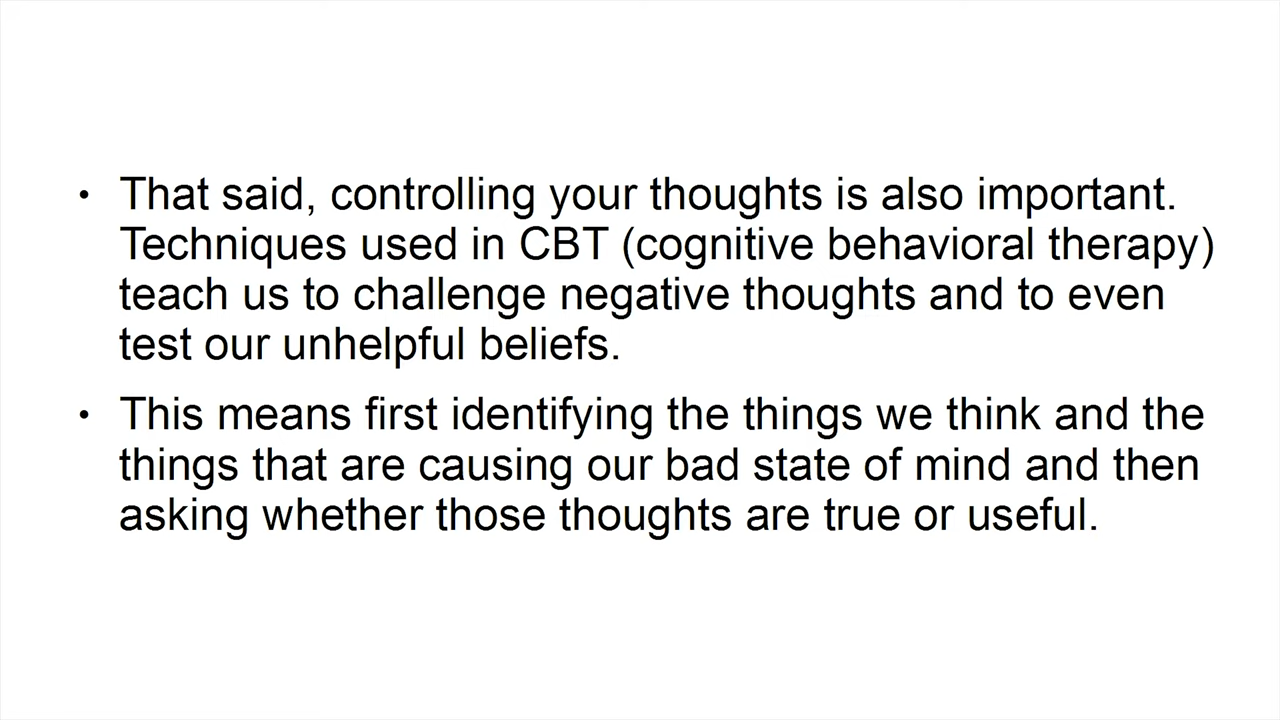 • That said, controlling your thoughts is also important.
Techniques used in CBT (cognitive behavioral therapy)
teach us to challenge negative thoughts and to even
test our unhelpful beliefs.
• This means first identifying the things we think and the
things that are causing our bad state of mind and then
asking whether those thoughts are true or useful.